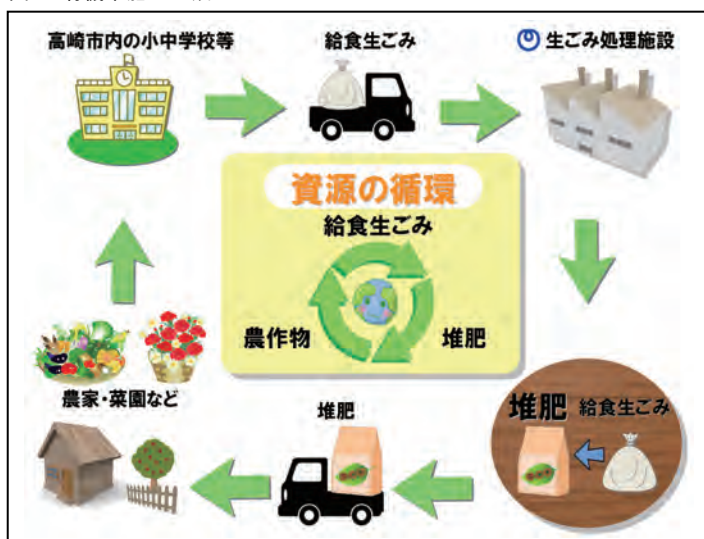 高崎市内の小中学校等
給食生ごみ
生ごみ処理施設
資源の循環
給食生ごみ
農作物
堆肥
農家・菜園など
堆肥
堆肥 給食生ごみ